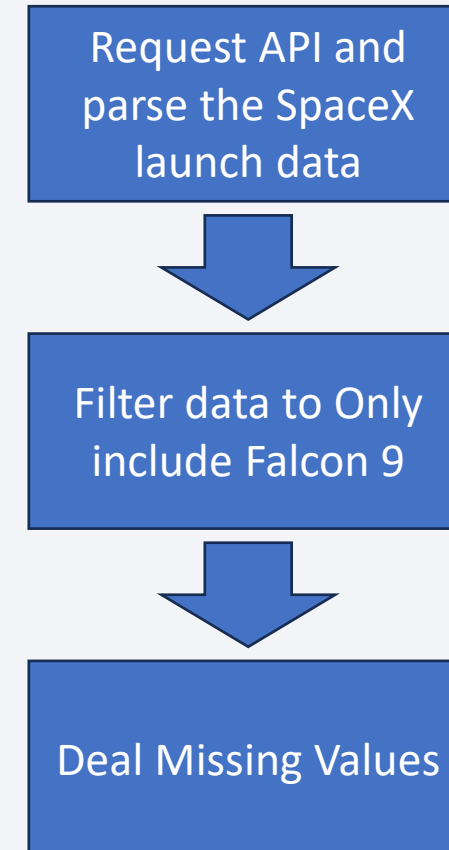 Request API and
parse the SpaceX
launch data
Filter data to Only
include Falcon 9
Deal Missing Values